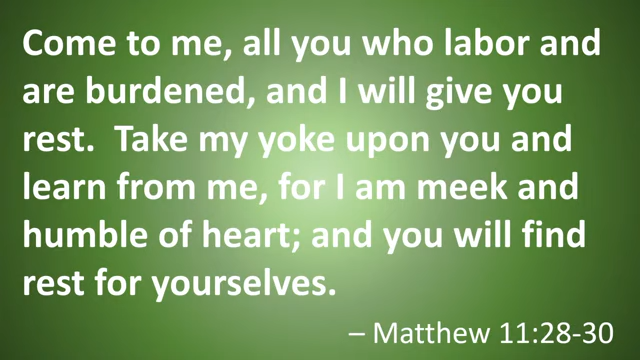 Come to me, all you who labor and
are burdened, and I will give you
rest.  Take my yoke upon you and
learn from me, for I am meek and
humble of heart; and you will find
rest for yourselves.
– Matthew 11:28-30